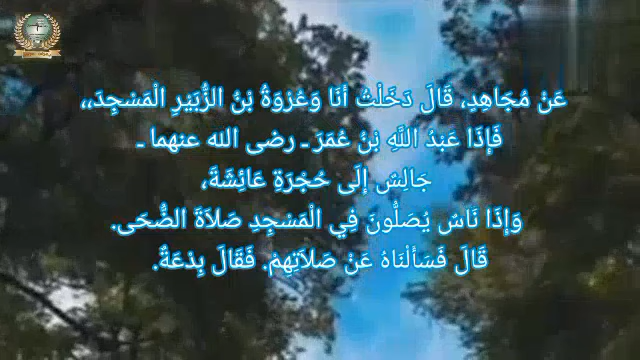 عَنْ مُجَاهِدٍ، قَالَ دَخَلْتُ أَنَا وَعُرْوَةُ بْنُ الزُّبَيْرِ الْمَسْجِدَ،،
فَإِذَا عَبْدُ اللَّهِ بْنُ عُمَرَ ـ رضى الله عنهما ـ
جَالِسٌ إِلَى حُجْرَةِ عَائِشَةَ،
وَإِذَا نَاسٌ يُصَلُّونَ فِي الْمَسْجِدِ صَلاَةَ الضُّحَى.
قَالَ فَسَأَلْنَاهُ عَنْ صَلاَتِهِمْ. فَقَالَ بِدْعَةٌ.